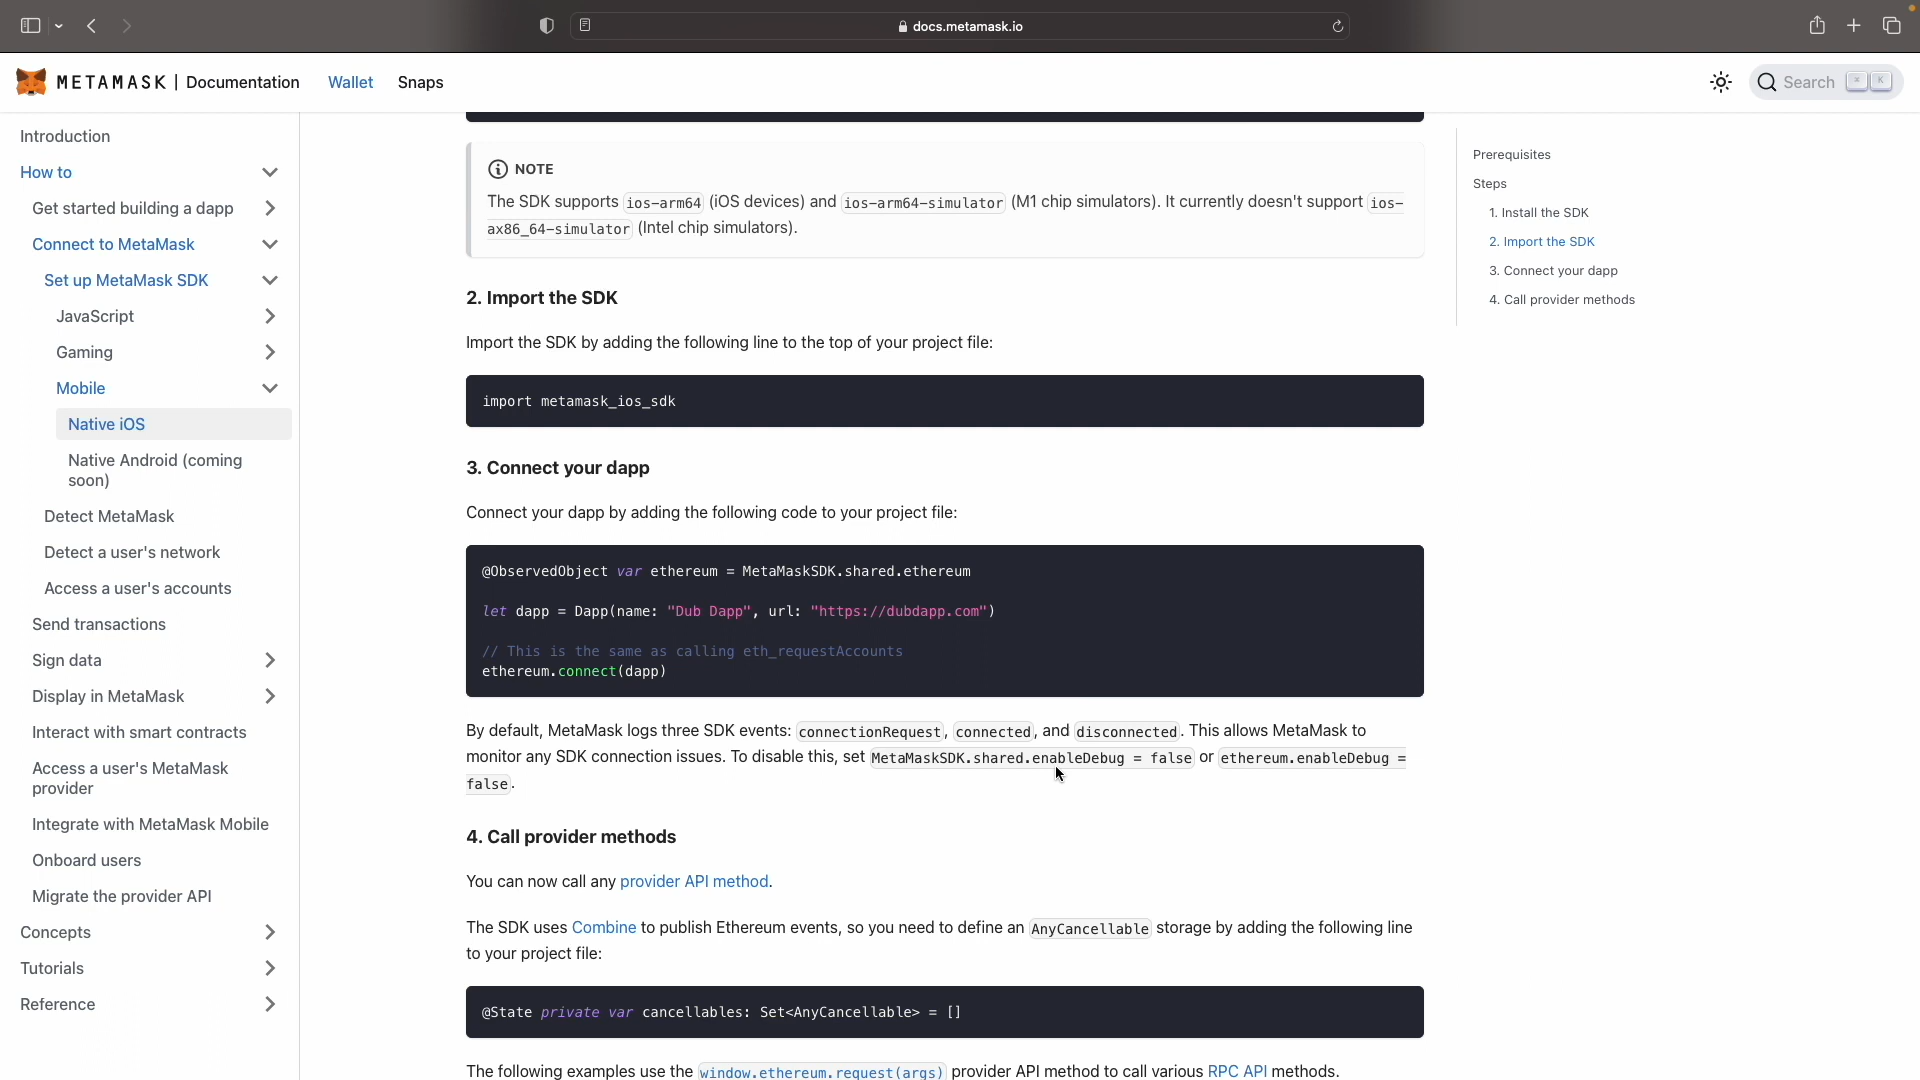 docs.metamask.io
METAMASK | Documentation Wallet Snaps Search ⌘ K
Introduction
How to
Get started building a dapp
Connect to MetaMask
Set up MetaMask SDK
JavaScript
Gaming
Mobile
Native iOS
Native Android (coming
soon)
Detect MetaMask
Detect a user's network
Access a user's accounts
Send transactions
Sign data
Display in MetaMask
Interact with smart contracts
Access a user's MetaMask
provider
Integrate with MetaMask Mobile
Onboard users
Migrate the provider API
Concepts
Tutorials
Reference
NOTE
The SDK supports ios-arm64 (iOS devices) and ios-arm64-simulator (M1 chip simulators). It currently doesn't support ios-
ax86_64-simulator (Intel chip simulators).
2. Import the SDK
Import the SDK by adding the following line to the top of your project file:
import metamask_ios_sdk
3. Connect your dapp
Connect your dapp by adding the following code to your project file:
@ObservedObject var ethereum = MetaMaskSDK.shared.ethereum
let dapp = Dapp(name: "Dub Dapp", url: "https://dubdapp.com")
// This is the same as calling eth_requestAccounts
ethereum.connect(dapp)
By default, MetaMask logs three SDK events: connectionRequest, connected, and disconnected. This allows MetaMask to
monitor any SDK connection issues. To disable this, set MetaMaskSDK.shared.enableDebug = false or ethereum.enableDebug =
false.
4. Call provider methods
You can now call any provider API method.
The SDK uses Combine to publish Ethereum events, so you need to define an AnyCancellable storage by adding the following line
to your project file:
@State private var cancellables: Set<AnyCancellable> = []
The following examples use the window.ethereum.request(args) provider API method to call various RPC API methods.
Prerequisites
Steps
1. Install the SDK
2. Import the SDK
3. Connect your dapp
4. Call provider methods